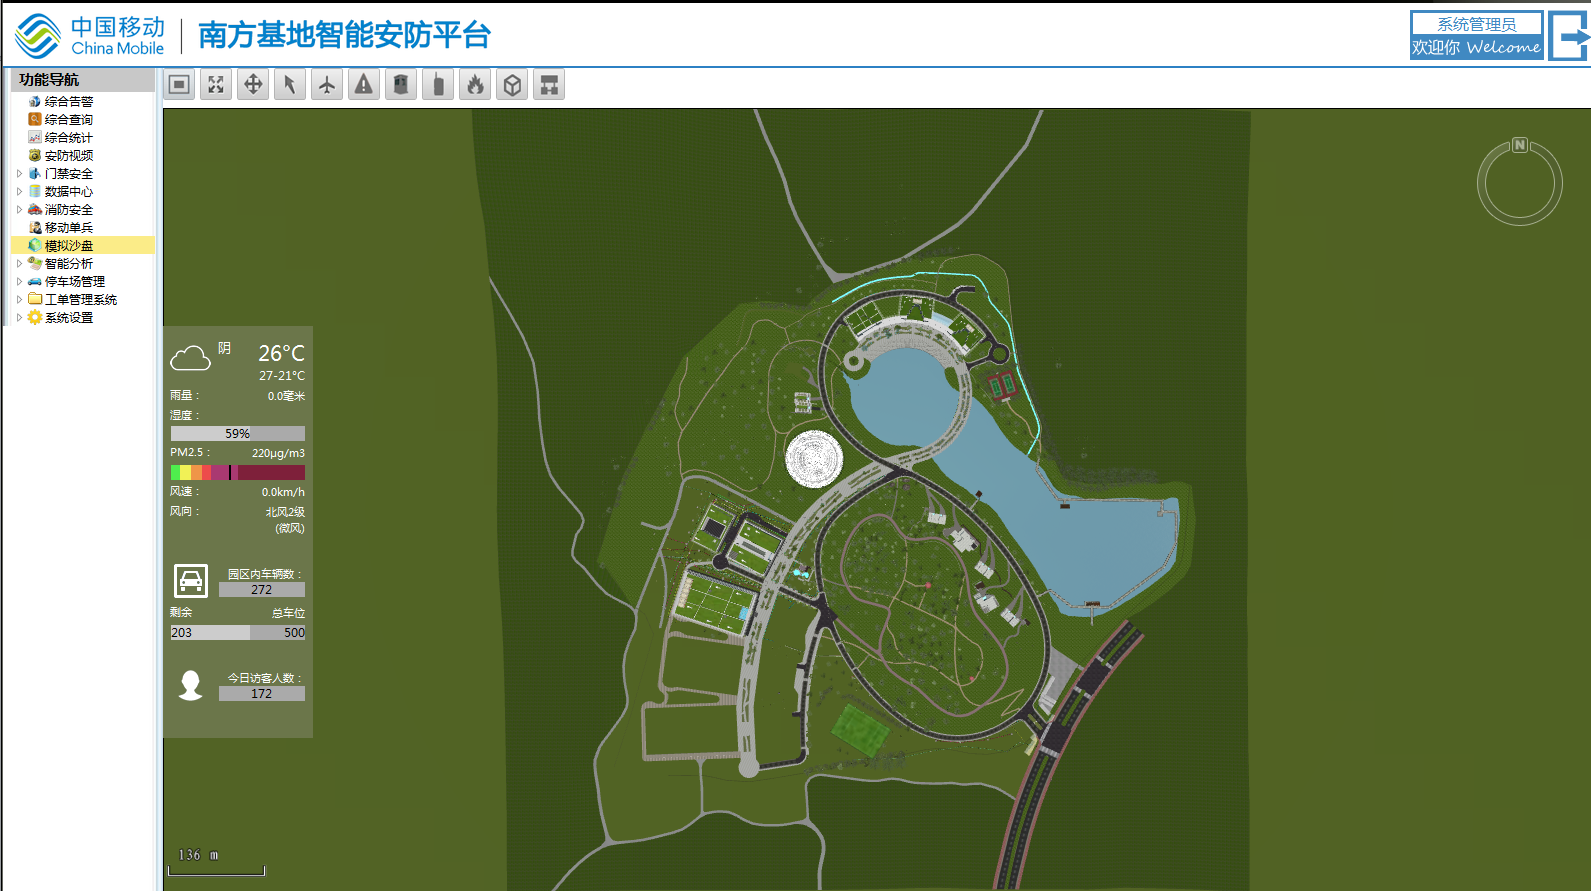 中国移动
China Mobile
南方基地智能安防平台
系统管理员
欢迎你 Welcome
功能导航
综合告警
综合查询
综合统计
安防视频
门禁安全
数据中心
消防安全
移动单兵
模拟沙盘
智能分析
停车场管理
工单管理系统
系统设置
N
阴
26°C
27-21°C
雨量：
0.0毫米
湿度：
59%
PM2.5：
220μg/m3
风速：
0.0km/h
风向：
北风2级
(微风)
园区内车辆数：
272
剩余
总车位
203
500
今日访客人数：
172
136 m